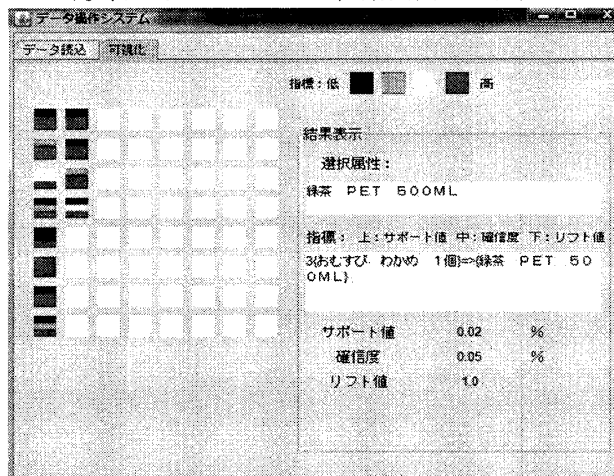 データ操作システム
データ読込 可視化
指標：低 高
結果表示
選択属性：
緑茶 PET 500ML
指標： 上：サポート値 中：確信度 下：リフト値
3{おむすび わかめ 1個}=>{緑茶 PET 50
0ML}
サポート値 0.02 %
確信度 0.05 %
リフト値 1.0